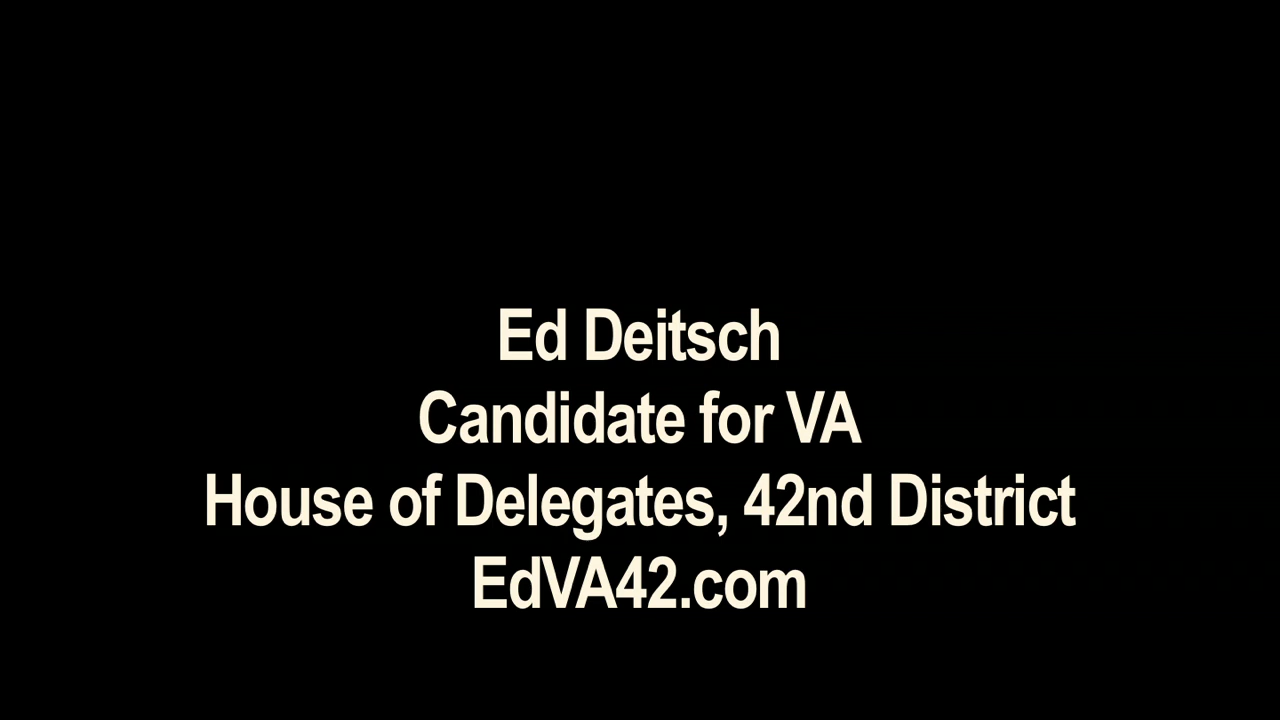 Ed Deitsch
Candidate for VA
House of Delegates, 42nd District
EdVA42.com